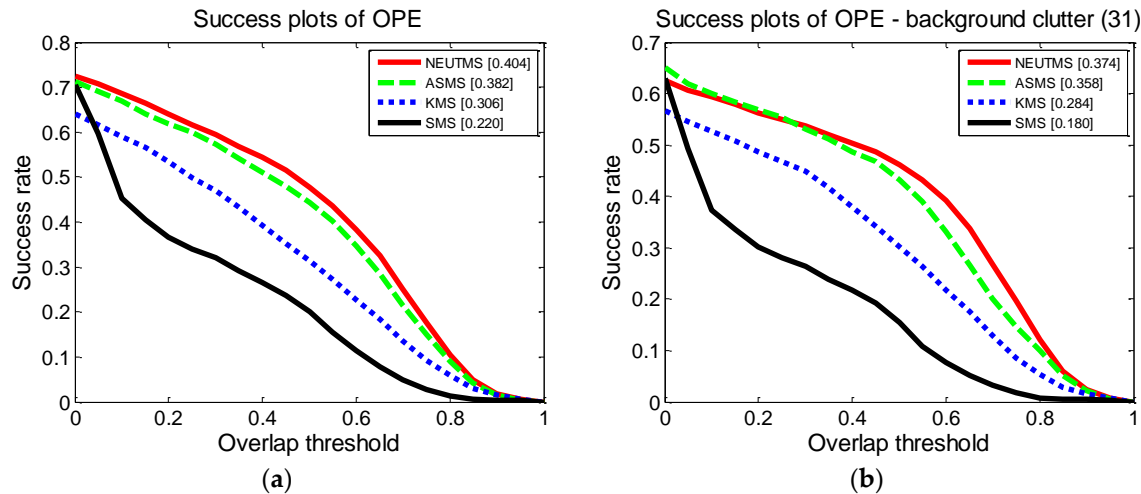 Success plots of OPE
Success rate
0.8
0.7
0.6
0.5
0.4
0.3
0.2
0.1
0
NEUTMS [0.404]
ASMS [0.382]
KMS [0.306]
SMS [0.220]
0 0.2 0.4 0.6 0.8 1
Overlap threshold
(a)
Success plots of OPE - background clutter (31)
Success rate
0.7
0.6
0.5
0.4
0.3
0.2
0.1
0
NEUTMS [0.374]
ASMS [0.358]
KMS [0.284]
SMS [0.180]
0 0.2 0.4 0.6 0.8 1
Overlap threshold
(b)